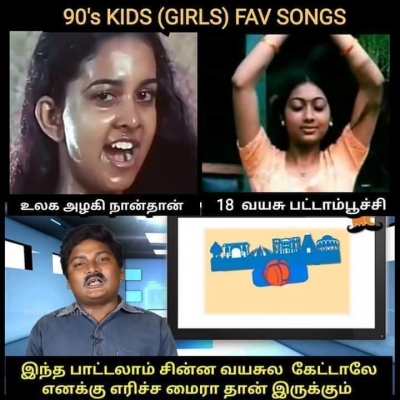 90's KIDS (GIRLS) FAV SONGS
உலக அழகி நான்தான்
18 வயசு பட்டாம்பூச்சி
இந்த பாட்டலாம் சின்ன வயசுல கேட்டாலே
எனக்கு எரிச்ச மைரா தான் இருக்கும்